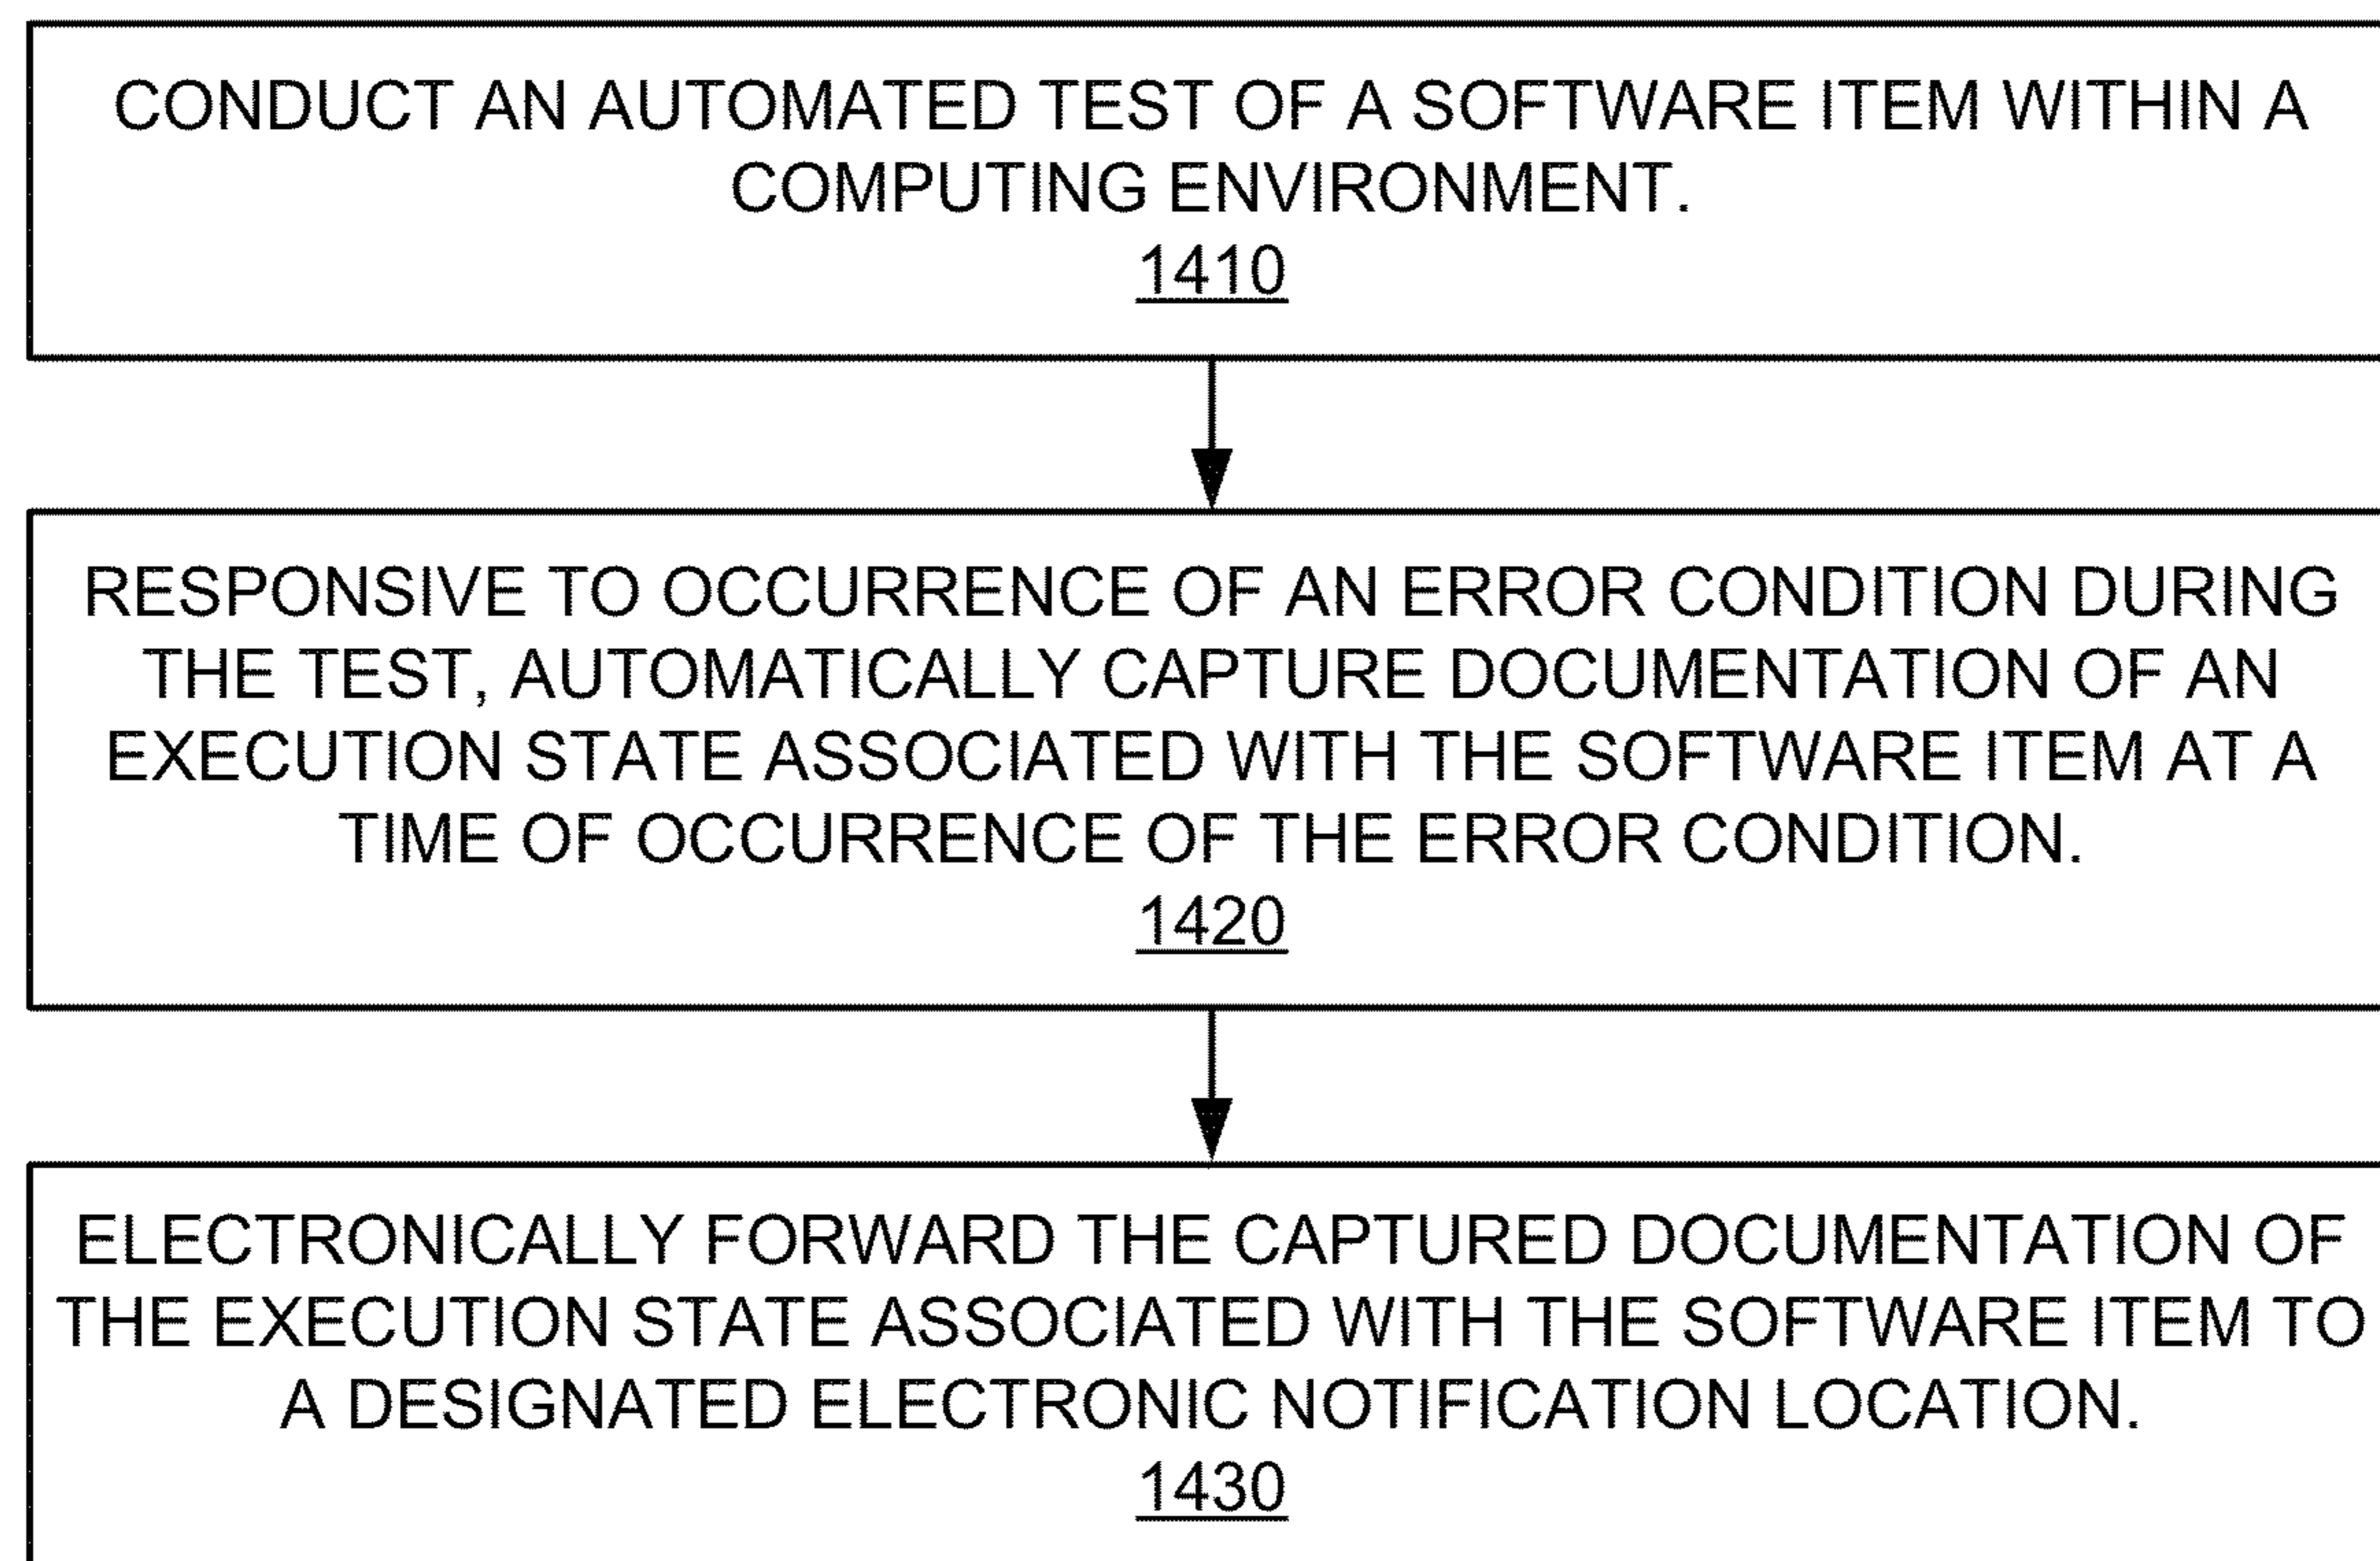 CONDUCT AN AUTOMATED TEST OF A SOFTWARE ITEM WITHIN A
COMPUTING ENVIRONMENT.
1410
RESPONSIVE TO OCCURRENCE OF AN ERROR CONDITION DURING
THE TEST, AUTOMATICALLY CAPTURE DOCUMENTATION OF AN
EXECUTION STATE ASSOCIATED WITH THE SOFTWARE ITEM AT A
TIME OF OCCURRENCE OF THE ERROR CONDITION.
1420
ELECTRONICALLY FORWARD THE CAPTURED DOCUMENTATION OF
THE EXECUTION STATE ASSOCIATED WITH THE SOFTWARE ITEM TO
A DESIGNATED ELECTRONIC NOTIFICATION LOCATION.
1430